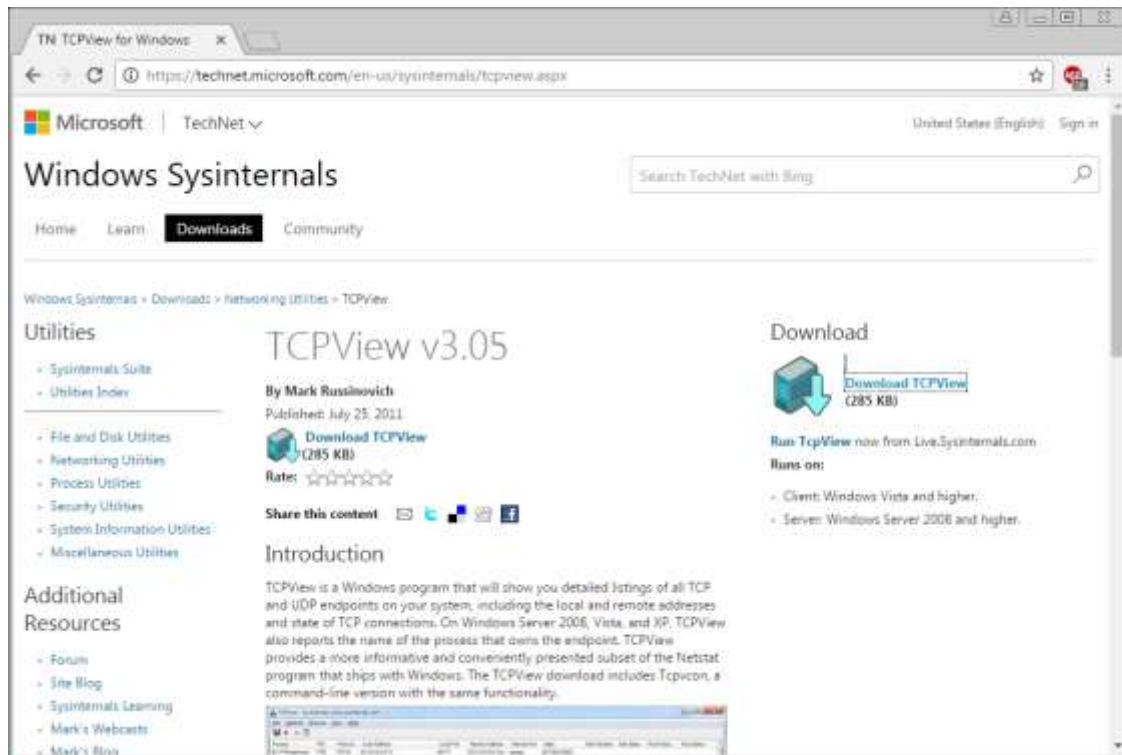 TN TCPView for Windows
https://technet.microsoft.com/en-us/sysinternals/tcpview.aspx
Microsoft
TechNet
United States (English)
Sign in
Windows Sysinternals
Search TechNet with Bing
Home
Learn
Downloads
Community
Windows Sysinternals > Downloads > Networking Utilities > TCPView
Utilities
Sysinternals Suite
Utilities Index
File and Disk Utilities
Networking Utilities
Process Utilities
Security Utilities
System Information Utilities
Miscellaneous Utilities
Additional
Resources
Forum
Site Blog
Sysinternals Learning
Mark's Webcasts
Mark's Blog
TCPView v3.05
By Mark Russinovich
Published: July 25, 2011
Download TCPView
(285 KB)
Rate:
Share this content
Introduction
TCPView is a Windows program that will show you detailed listings of all TCP
and UDP endpoints on your system, including the local and remote addresses
and state of TCP connections. On Windows Server 2008, Vista, and XP, TCPView
also reports the name of the process that owns the endpoint. TCPView
provides a more informative and conveniently presented subset of the Netstat
program that ships with Windows. The TCPView download includes Tcpvcon, a
command-line version with the same functionality.
Download
Download TCPView
(285 KB)
Run TcpView now from Live.Sysinternals.com
Runs on:
Client: Windows Vista and higher.
Server: Windows Server 2008 and higher.